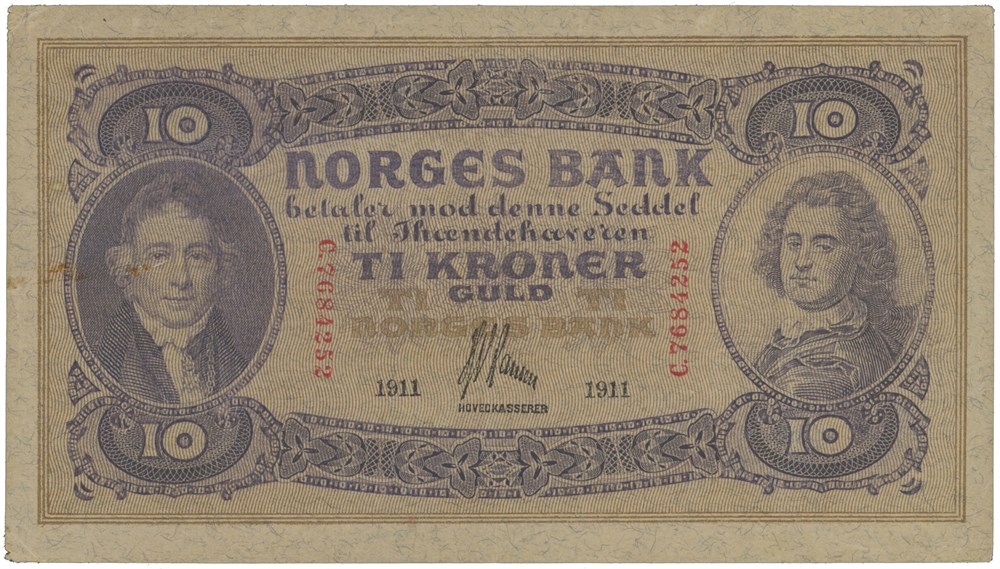 10 10
NORGES BANK
betaler mod denne Seddel
til Ihændehaveren
TI KRONER
GULD
TI TI
NORGES BANK
C.7684252
C.7684252
1911 1911
HOVEDKASSERER
10 10